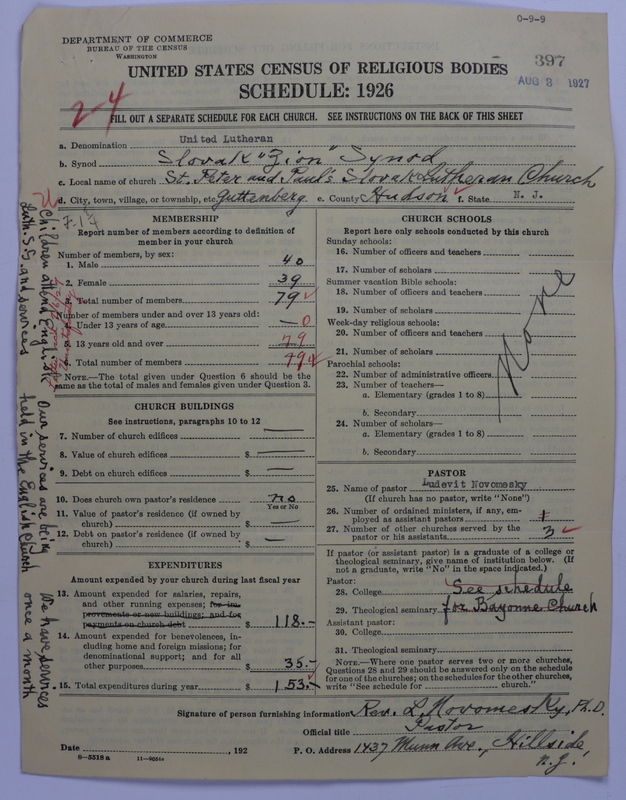 0-9-9
DEPARTMENT OF COMMERCE
BUREAU OF THE CENSUS
WASHINGTON
397
AUG 3 1927
UNITED STATES CENSUS OF RELIGIOUS BODIES
SCHEDULE: 1926
2-4
FILL OUT A SEPARATE SCHEDULE FOR EACH CHURCH. SEE INSTRUCTIONS ON THE BACK OF THIS SHEET
a. Denomination United Lutheran
b. Synod Slovak "Zion" Synod
c. Local name of church St. Peter and Paul's Slovak Lutheran Church
d. City, town, village, or township, etc. Guttenberg e. County Hudson f. State N. J.
MEMBERSHIP
Report number of members according to definition of
member in your church
Number of members, by sex:
1. Male 40
2. Female 39
3. Total number of members 79
Number of members under and over 13 years old:
4. Under 13 years of age — 0
5. 13 years old and over 79
6. Total number of members 79
NOTE.—The total given under Question 6 should be
same as the total of males and females given under Question 3.
CHURCH BUILDINGS
See instructions, paragraphs 10 to 12
7. Number of church edifices —
8. Value of church edifices $ —
9. Debt on church edifices $ —
10. Does church own pastor's residence no
Yes or No
11. Value of pastor's residence (if owned by
church) $ —
12. Debt on pastor's residence (if owned by
church) $ —
EXPENDITURES
Amount expended by your church during last fiscal year
13. Amount expended for salaries, repairs,
and other running expenses; for im-
provements or new buildings; and for
payments on church debt $ 118.-
14. Amount expended for benevolences, in-
cluding home and foreign missions; for
denominational support; and for all
other purposes $ 35.-
15. Total expenditures during year $ 153.-
CHURCH SCHOOLS
Report here only schools conducted by this church
Sunday schools:
16. Number of officers and teachers
17. Number of scholars
Summer vacation Bible schools:
18. Number of officers and teachers
19. Number of scholars
Week-day religious schools:
20. Number of officers and teachers
21. Number of scholars
Parochial schools:
22. Number of administrative officers
23. Number of teachers—
a. Elementary (grades 1 to 8)
b. Secondary
24. Number of scholars—
a. Elementary (grades 1 to 8)
b. Secondary
None
PASTOR
25. Name of pastor Ludevit Novomesky
(If church has no pastor, write "None")
26. Number of ordained ministers, if any, em-
ployed as assistant pastors 1
27. Number of other churches served by the
pastor or his assistants 3
If pastor (or assistant pastor) is a graduate of a college or
theological seminary, give name of institution below. (If
not a graduate, write "No" in the space indicated.)
Pastor:
28. College See schedule
29. Theological seminary for Bayonne Church
Assistant pastor:
30. College
31. Theological seminary
NOTE.—Where one pastor serves two or more churches,
Questions 28 and 29 should be answered only on the schedule
for one of the churches; on the schedules for the other churches,
write "See schedule for church."
Signature of person furnishing information Rev. L. Novomesky, Ph.D.
Official title Pastor
Date , 192
P. O. Address 1437 Munn Ave., Hillside,
N.J.
8-5518a 11-9054a
Children attend English Our services are being We have services
Luth. S.S. and services held in the English Church once a month